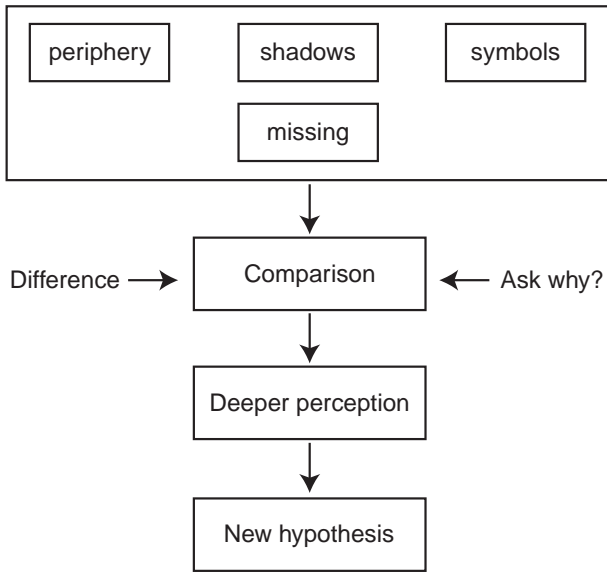 periphery
shadows
symbols
missing
Difference
Comparison
Ask why?
Deeper perception
New hypothesis